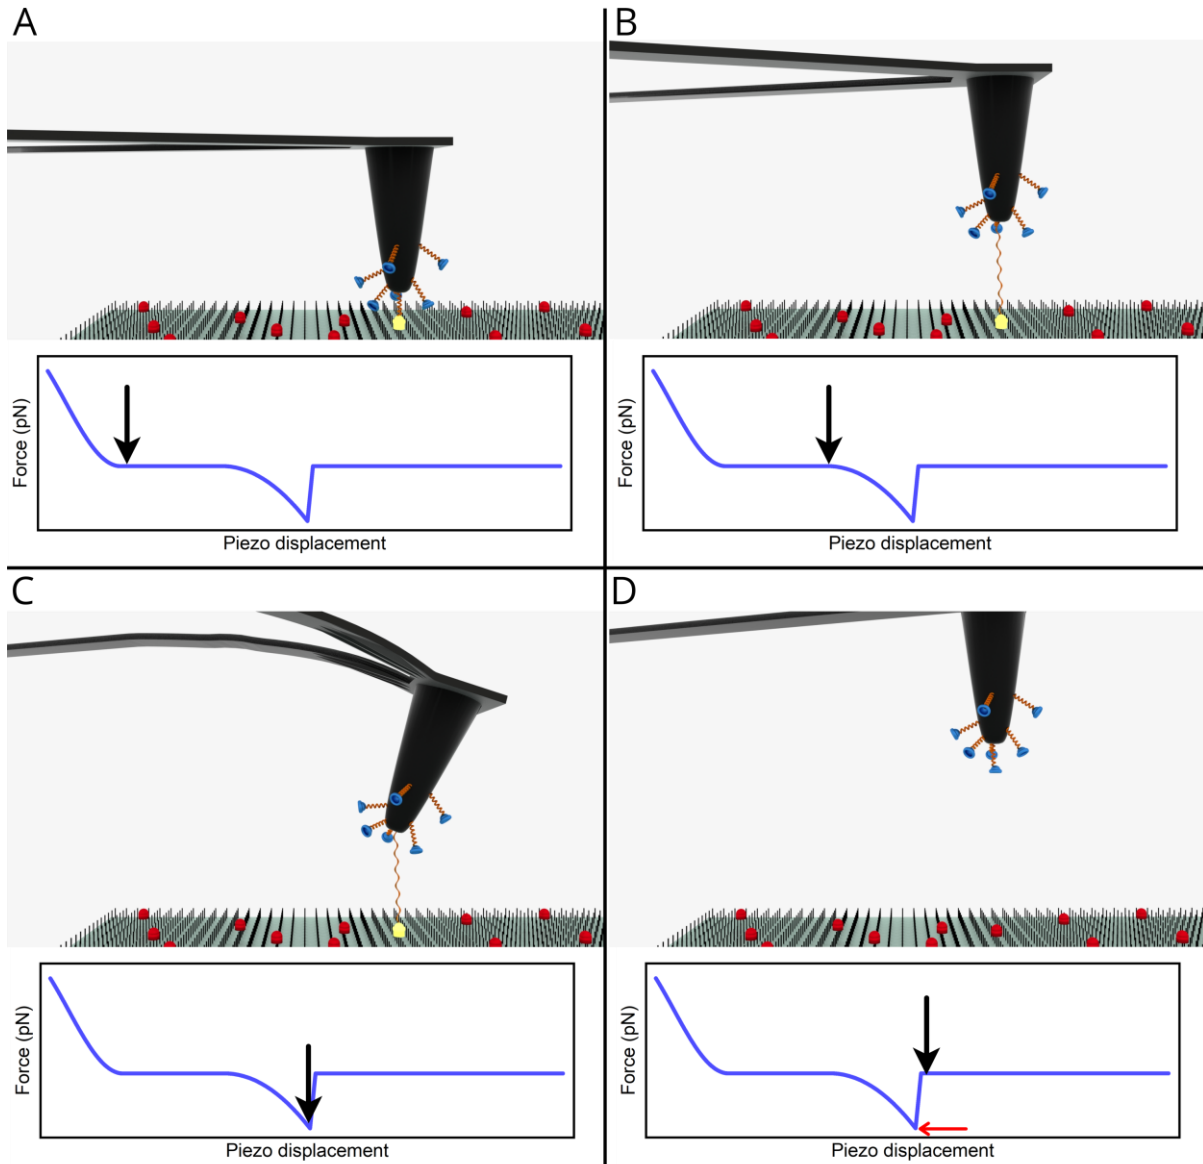 A
Force (pN)
Piezo displacement
B
Force (pN)
Piezo displacement
C
Force (pN)
Piezo displacement
D
Force (pN)
Piezo displacement